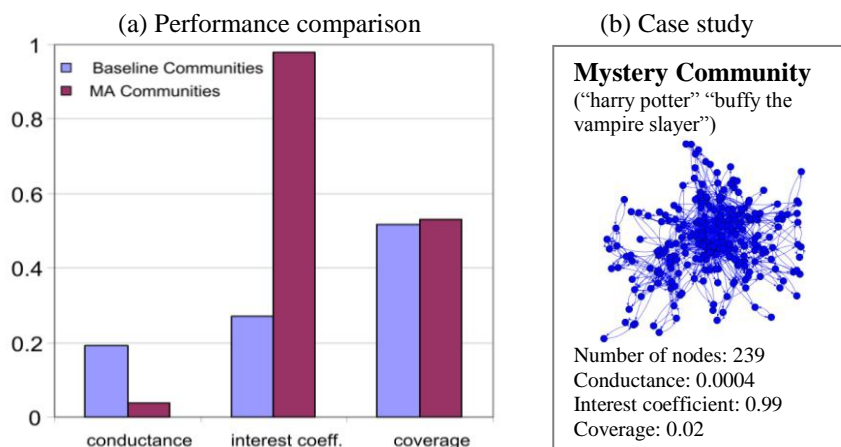 (a) Performance comparison
1
0.8
0.6
0.4
0.2
0
Baseline Communities
MA Communities
conductance
interest coeff.
coverage
(b) Case study
Mystery Community
(“harry potter” “buffy the
vampire slayer”)
Number of nodes: 239
Conductance: 0.0004
Interest coefficient: 0.99
Coverage: 0.02